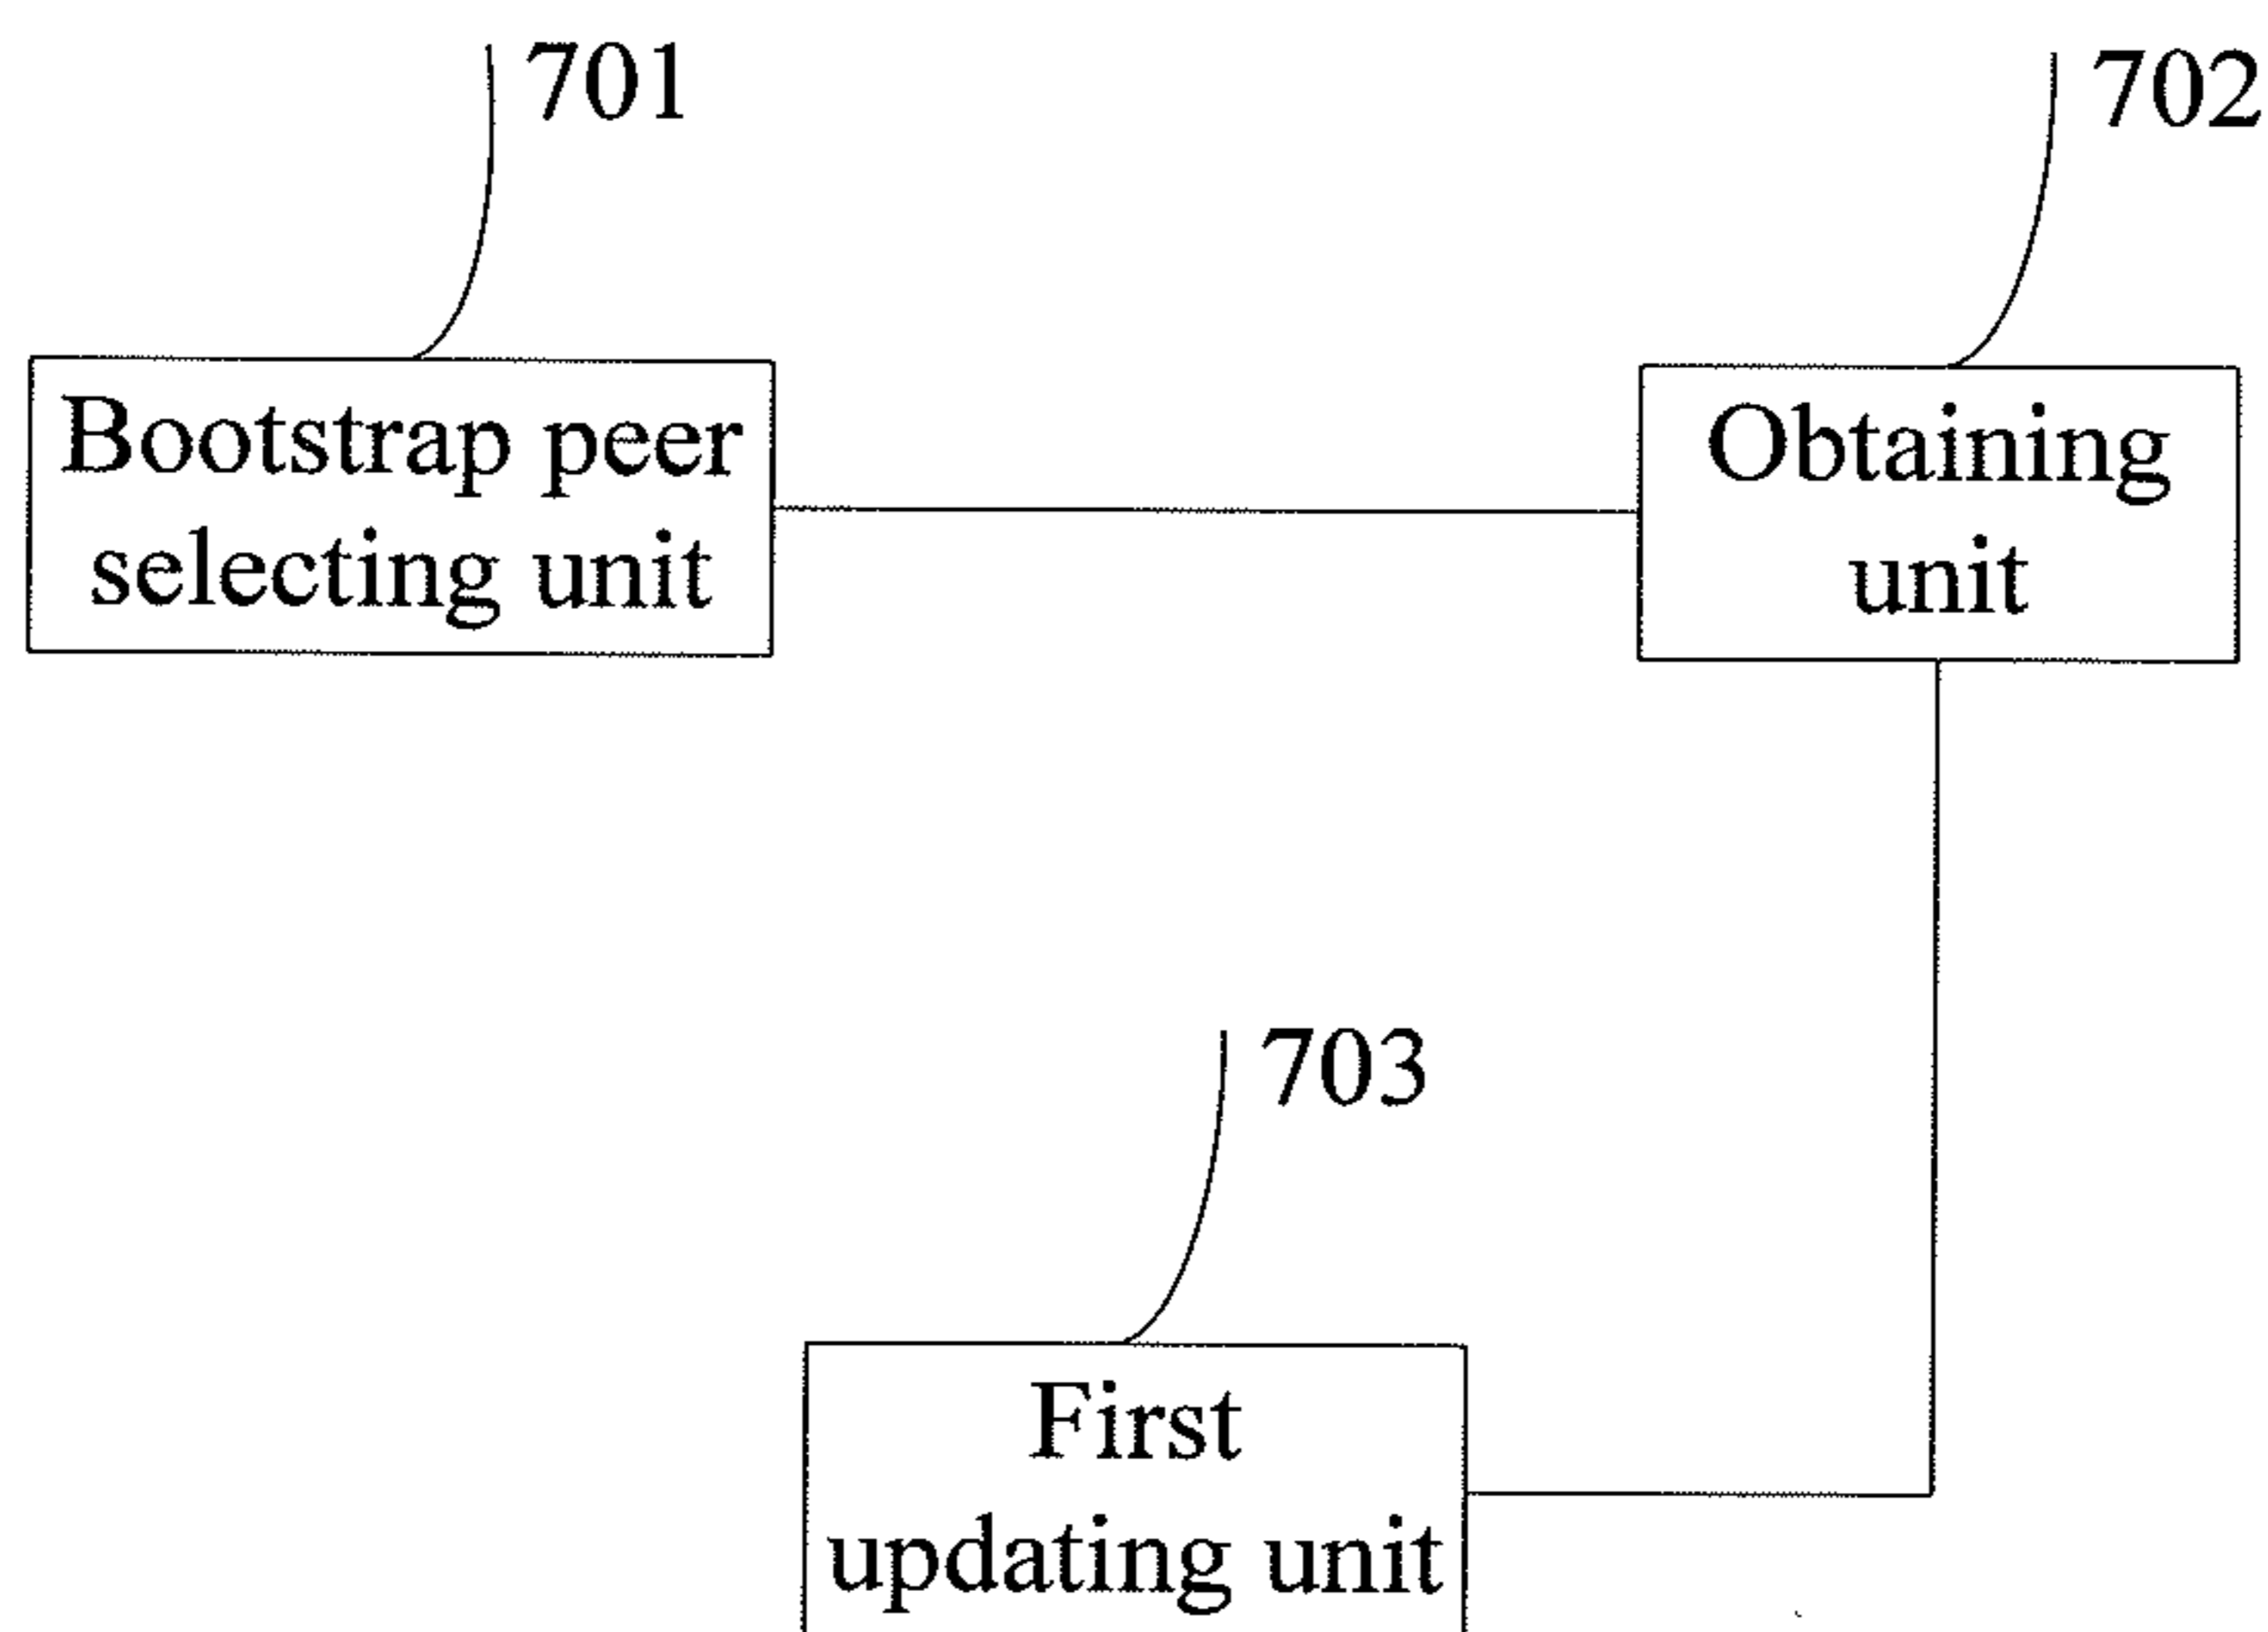 701
702
Bootstrap peer
selecting unit
Obtaining
unit
703
First
updating unit